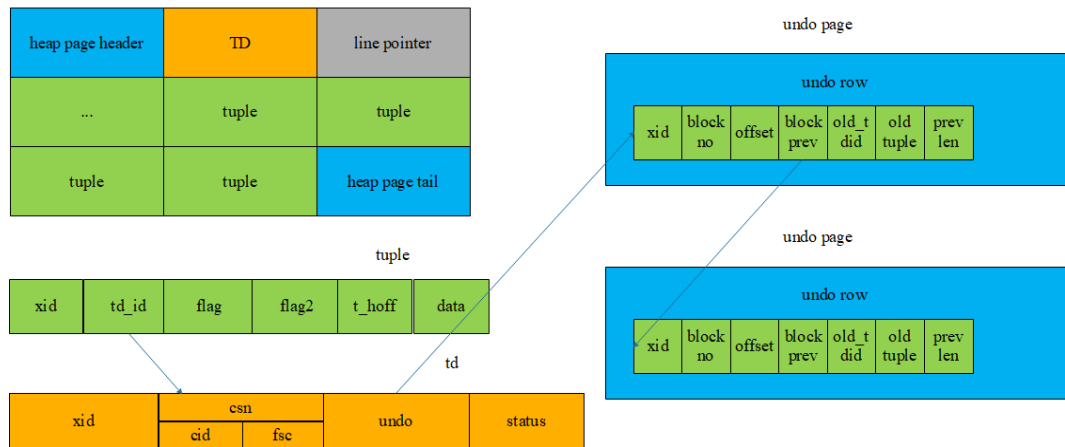 undo page
heap page header
TD
line pointer
...
tuple
tuple
tuple
tuple
heap page tail
undo row
xid
block
no
offset
block
prev
old_t
did
old
tuple
prev
len
tuple
xid
td_id
flag
flag2
t_hoff
data
undo page
undo row
xid
block
no
offset
block
prev
old_t
did
old
tuple
prev
len
td
xid
csn
cid
fsc
undo
status